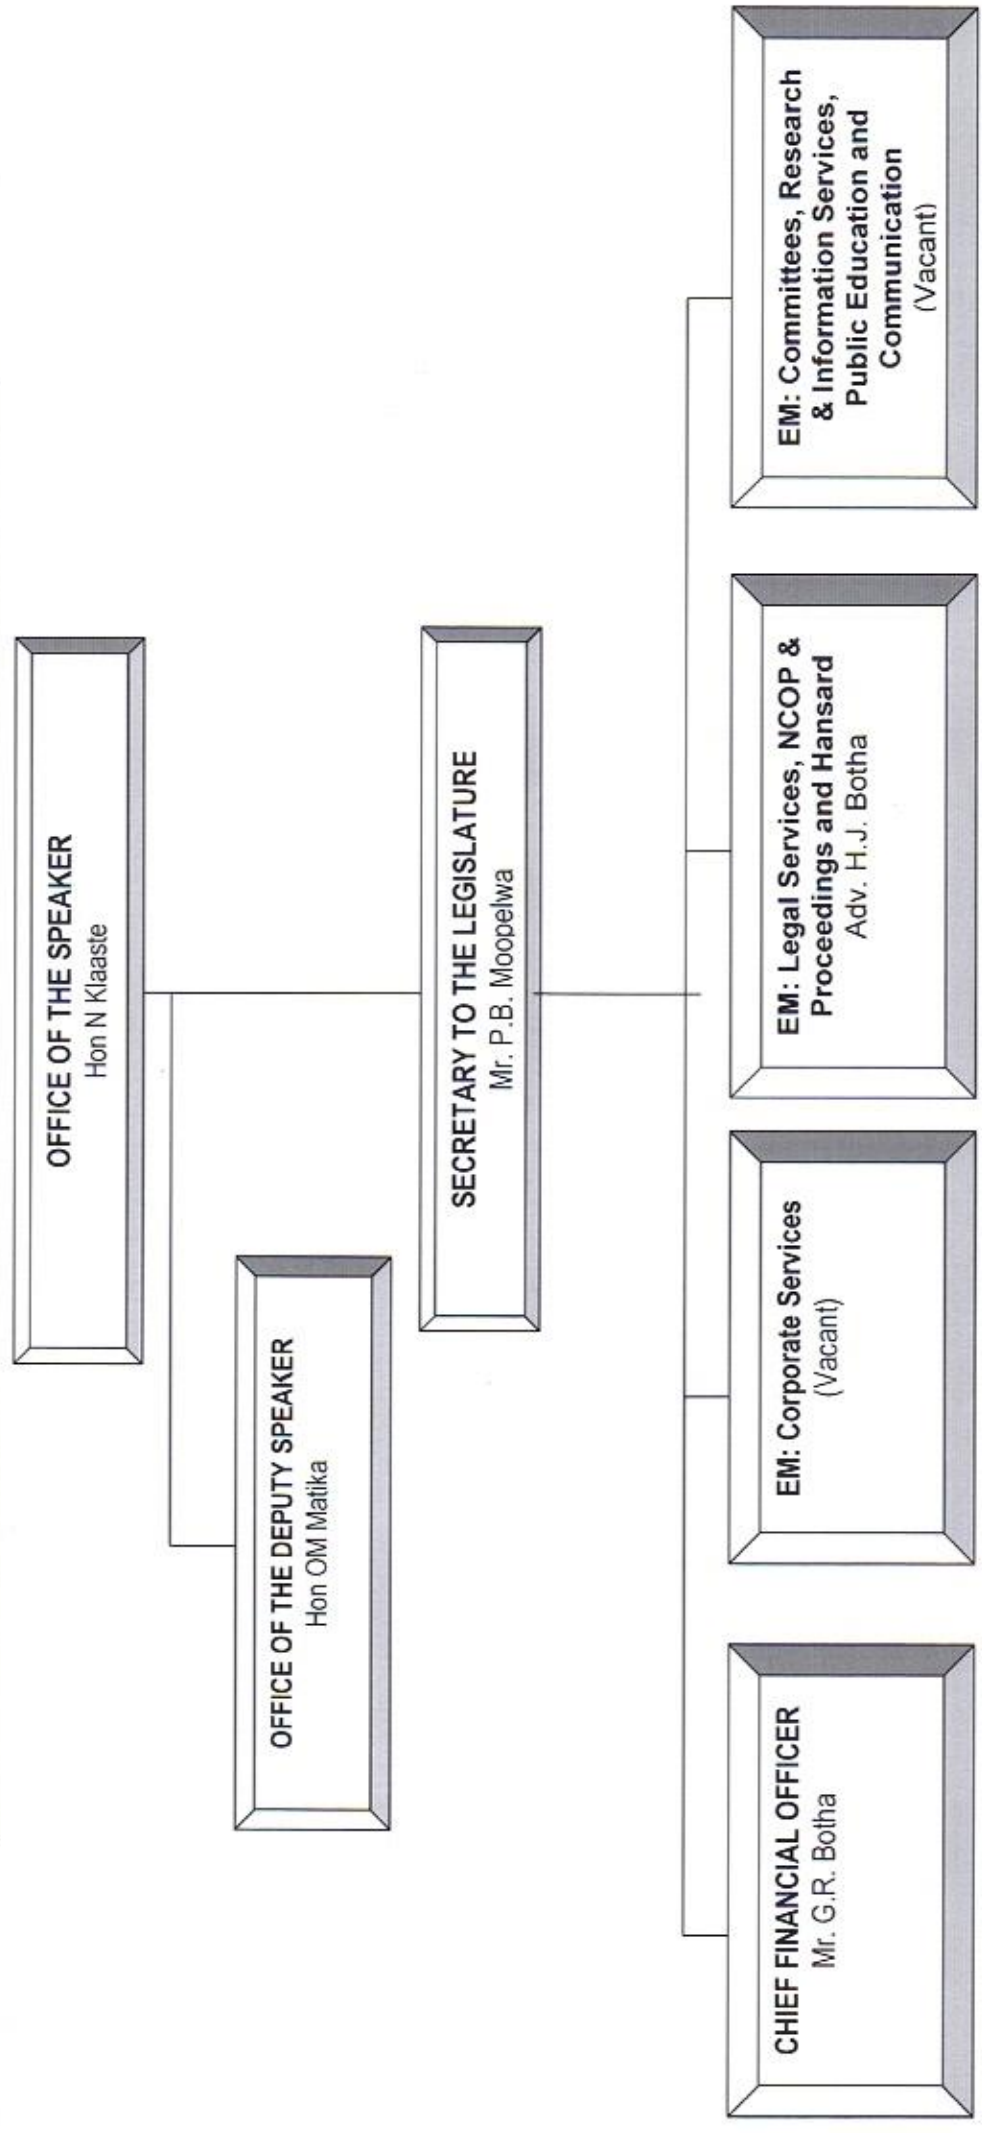 OFFICE OF THE SPEAKER
Hon N Klaaste
OFFICE OF THE DEPUTY SPEAKER
Hon OM Matika
SECRETARY TO THE LEGISLATURE
Mr. P.B. Moopelwa
CHIEF FINANCIAL OFFICER
Mr. G.R. Botha
EM: Corporate Services
(Vacant)
EM: Legal Services, NCOP &
Proceedings and Hansard
Adv. H.J. Botha
EM: Committees, Research
& Information Services,
Public Education and
Communication
(Vacant)